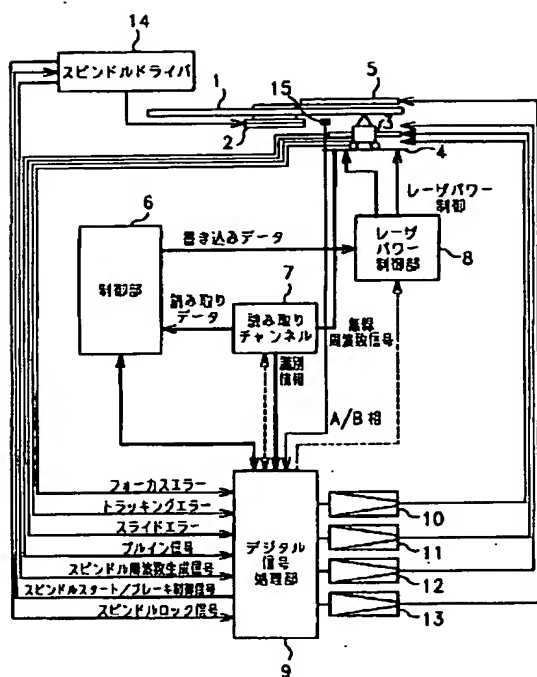 14
スピンドルドライバ
1
15
5
3
2
4
6
レーザパワー
制御
書き込みデータ
レーザ
パワー
制御部
8
制御部
読み取り
データ
7
読み取り
チャンネル
無線
周波数信号
識別
情報
A/B相
フォーカスエラー
トラッキングエラー
スライドエラー
プルイン信号
スピンドル周波数生成信号
スピンドルスタート/ブレーキ制御信号
スピンドルロック信号
デジタル
信号
処理部
9
10
11
12
13